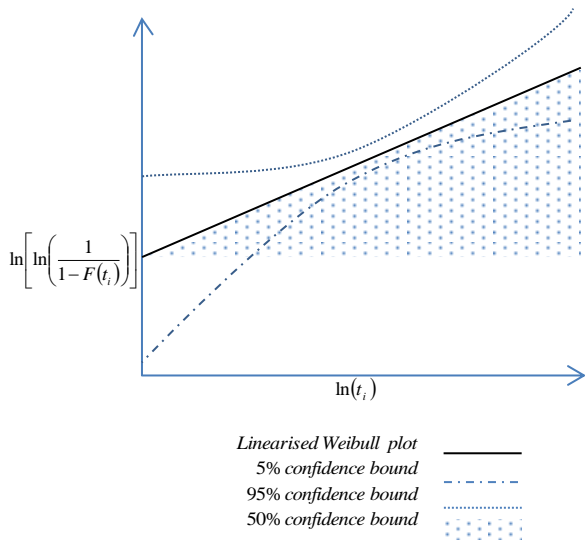 ln[ln(1/(1−F(t_i)))]
ln(t_i)
Linearised Weibull plot
5% confidence bound
95% confidence bound
50% confidence bound